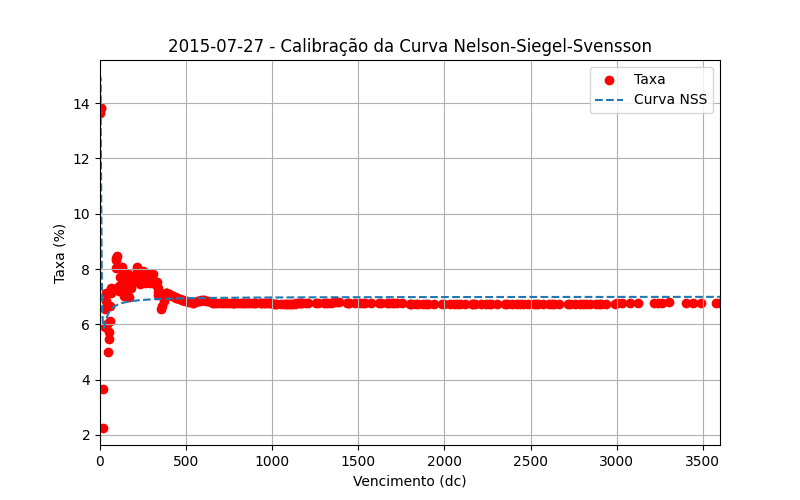 2015-07-27 - Calibração da Curva Nelson-Siegel-Svensson
Taxa
Curva NSS
Taxa (%)
14
12
10
8
6
4
2
0 500 1000 1500 2000 2500 3000 3500
Vencimento (dc)